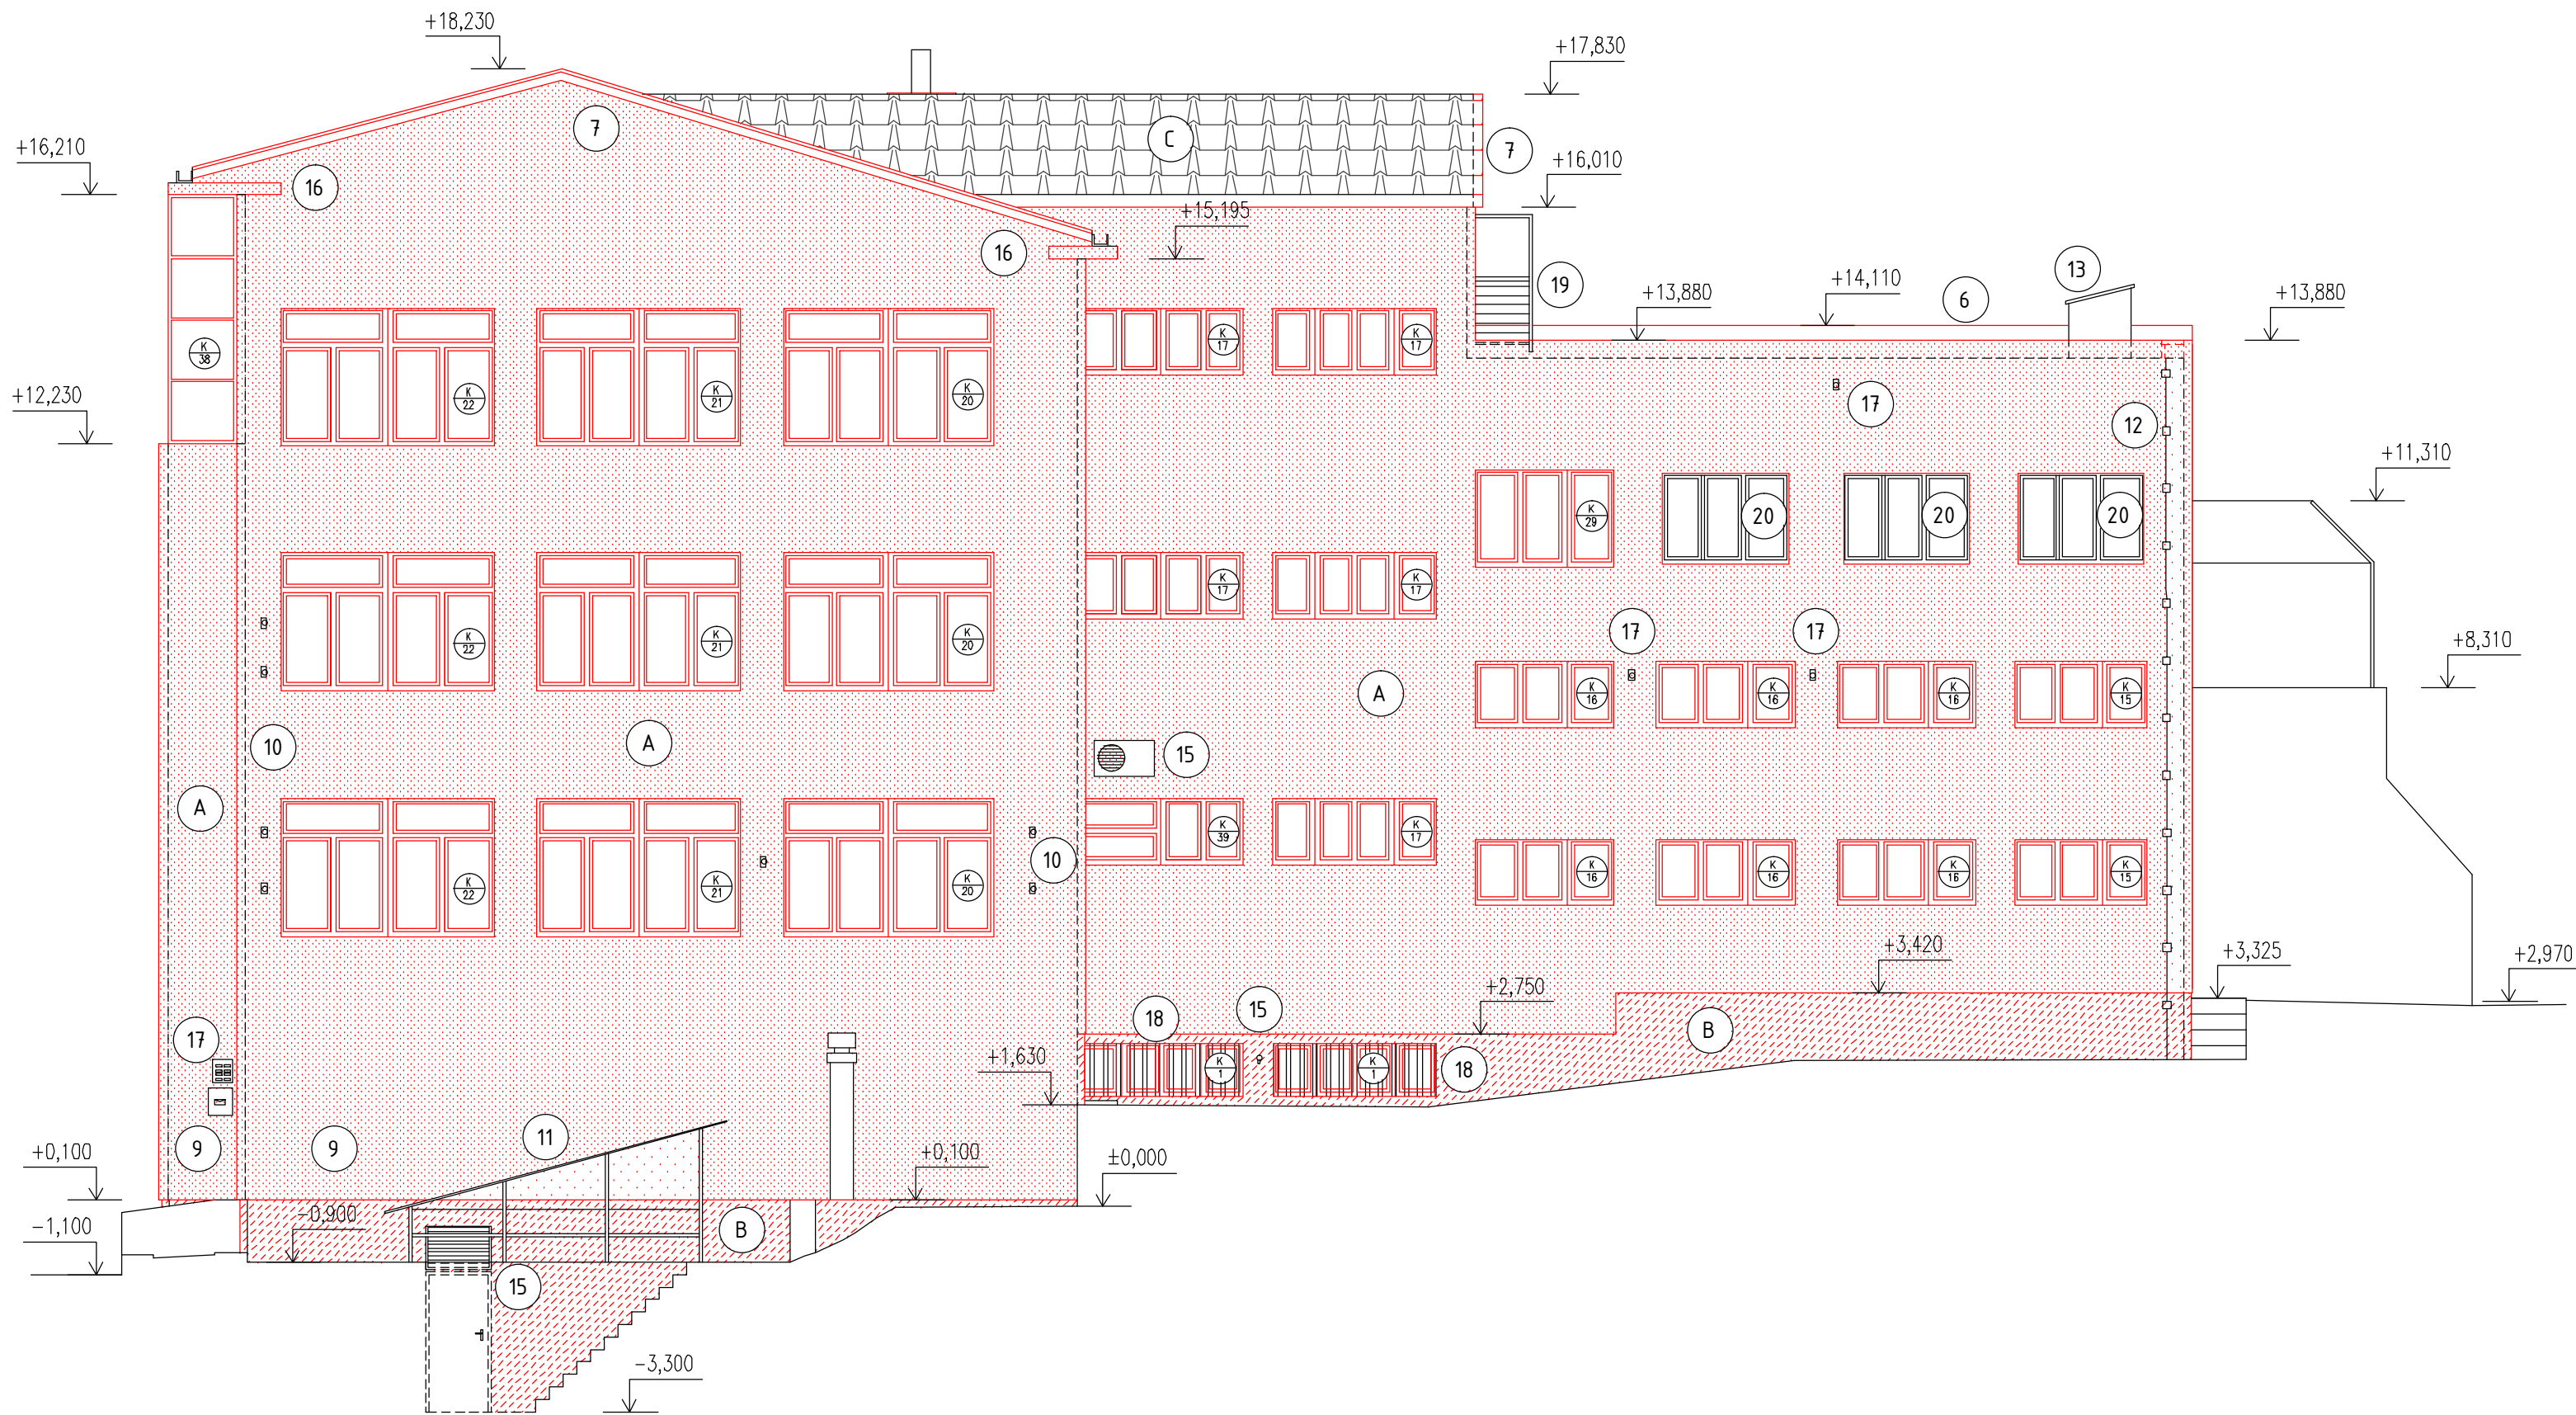 +18,230
+17,830
7
C
7
+16,210
+16,010
16
+15,195
16
13
19
+14,110
6
+13,880
+13,880
K
38
K
22
K
21
K
20
K
17
K
17
17
12
+12,230
+11,310
K
29
20
20
20
K
22
K
21
K
20
K
17
K
17
17
17
+8,310
A
K
16
K
16
K
16
K
15
10
A
15
A
K
22
K
21
K
20
10
K
39
K
17
K
16
K
16
K
16
K
15
+3,420
+3,325
+2,970
+2,750
18
15
B
17
+1,630
K
1
K
1
18
9
9
11
+0,100
+0,100
±0,000
-0,900
B
-1,100
15
-3,300